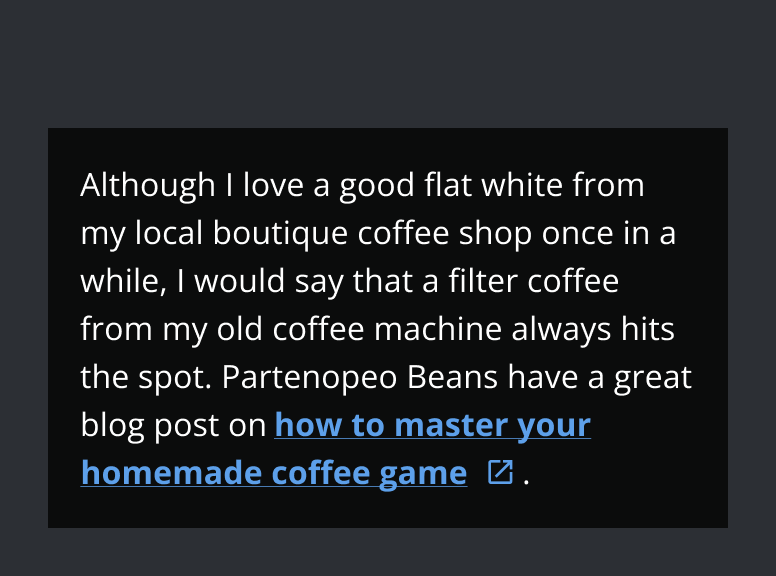 Although I love a good flat white from
my local boutique coffee shop once in a
while, I would say that a filter coffee
from my old coffee machine always hits
the spot. Partenopeo Beans have a great
blog post on how to master your
homemade coffee game .